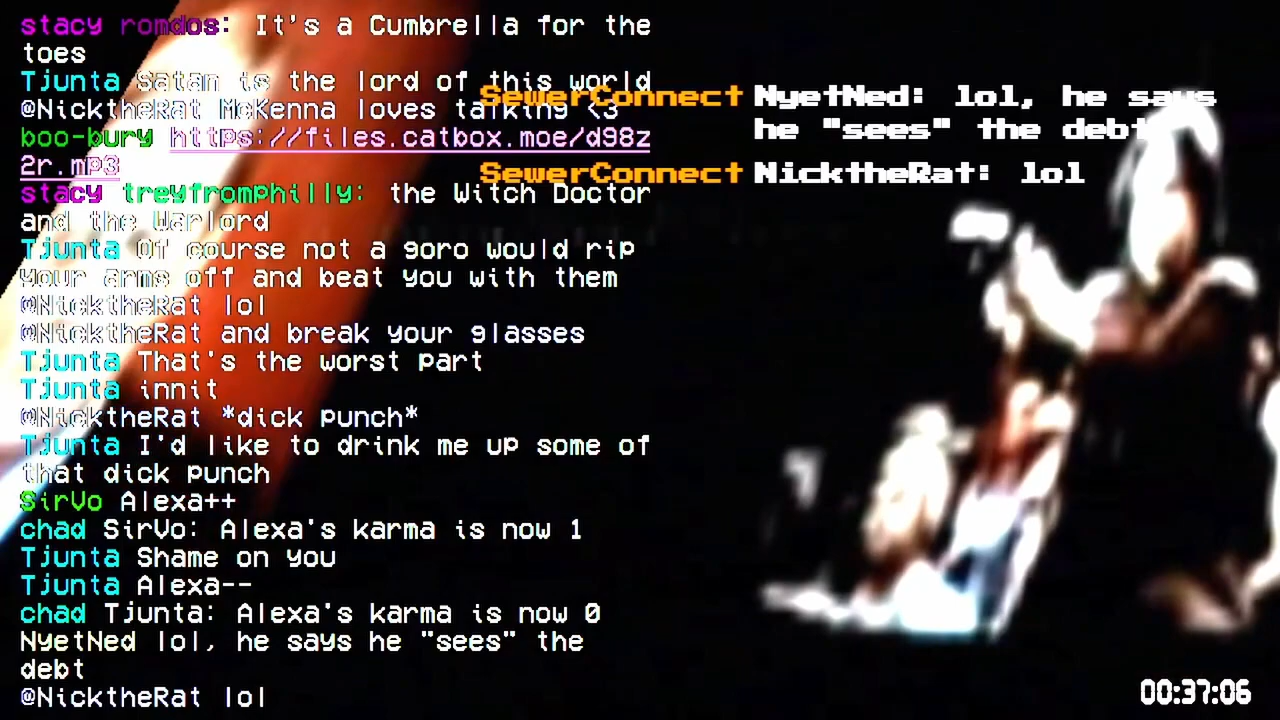 stacy romdos: It's a Cumbrella for the
toes
Tjunta Satan is the lord of this world
@NicktheRat McKenna loves talking <3
boo-bury https://files.catbox.moe/d98z
2r.mp3
stacy treyfromphilly: the Witch Doctor
and the Warlord
Tjunta Of course not a goro would rip
your arms off and beat you with them
@NicktheRat lol
@NicktheRat and break your glasses
Tjunta That's the worst part
Tjunta innit
@NicktheRat *dick punch*
Tjunta I'd like to drink me up some of
that dick punch
SirVo Alexa++
chad SirVo: Alexa's karma is now 1
Tjunta Shame on you
Tjunta Alexa--
chad Tjunta: Alexa's karma is now 0
NyetNed lol, he says he "sees" the
debt
@NicktheRat lol
SewerConnect NyetNed: lol, he says
he "sees" the debt
SewerConnect NicktheRat: lol
00:37:06